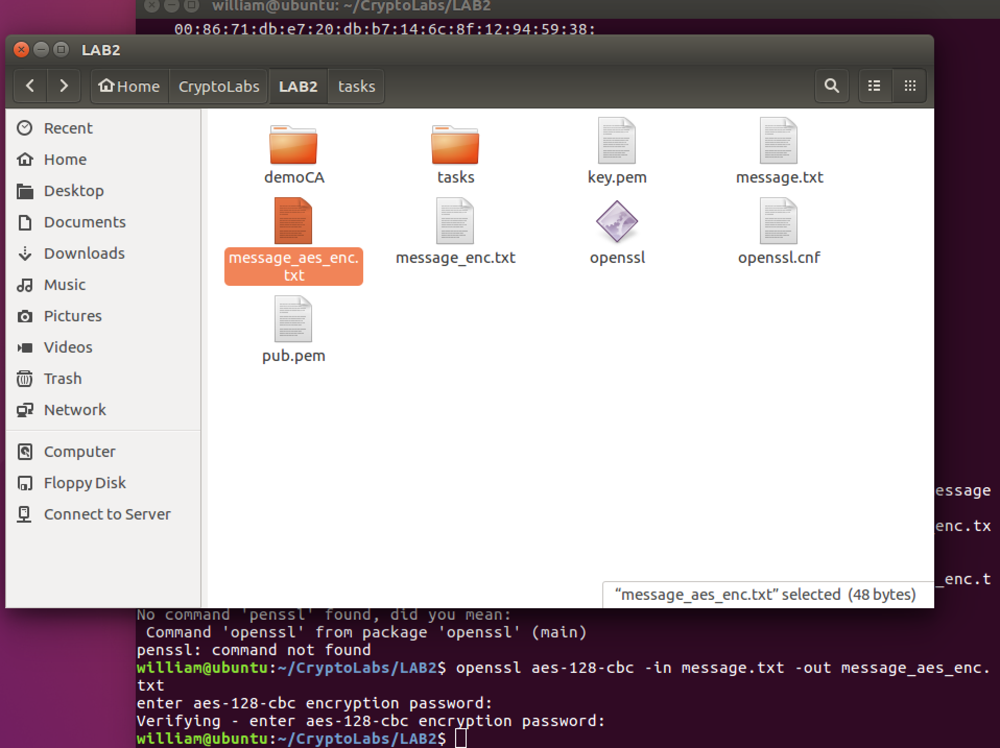 william@ubuntu: ~/CryptoLabs/LAB2
00:86:71:db:e7:20:db:b7:14:6c:8f:12:94:59:38:
LAB2
Home CryptoLabs LAB2 tasks
Recent
Home
Desktop
Documents
Downloads
Music
Pictures
Videos
Trash
Network
Computer
Floppy Disk
Connect to Server
demoCA tasks key.pem message.txt
message_aes_enc.
txt
message_enc.txt openssl openssl.cnf
pub.pem
essage
enc.tx
_enc.t
"message_aes_enc.txt" selected (48 bytes)
No command 'penssl' found, did you mean:
Command 'openssl' from package 'openssl' (main)
penssl: command not found
william@ubuntu:~/CryptoLabs/LAB2$ openssl aes-128-cbc -in message.txt -out message_aes_enc.
txt
enter aes-128-cbc encryption password:
Verifying - enter aes-128-cbc encryption password:
william@ubuntu:~/CryptoLabs/LAB2$